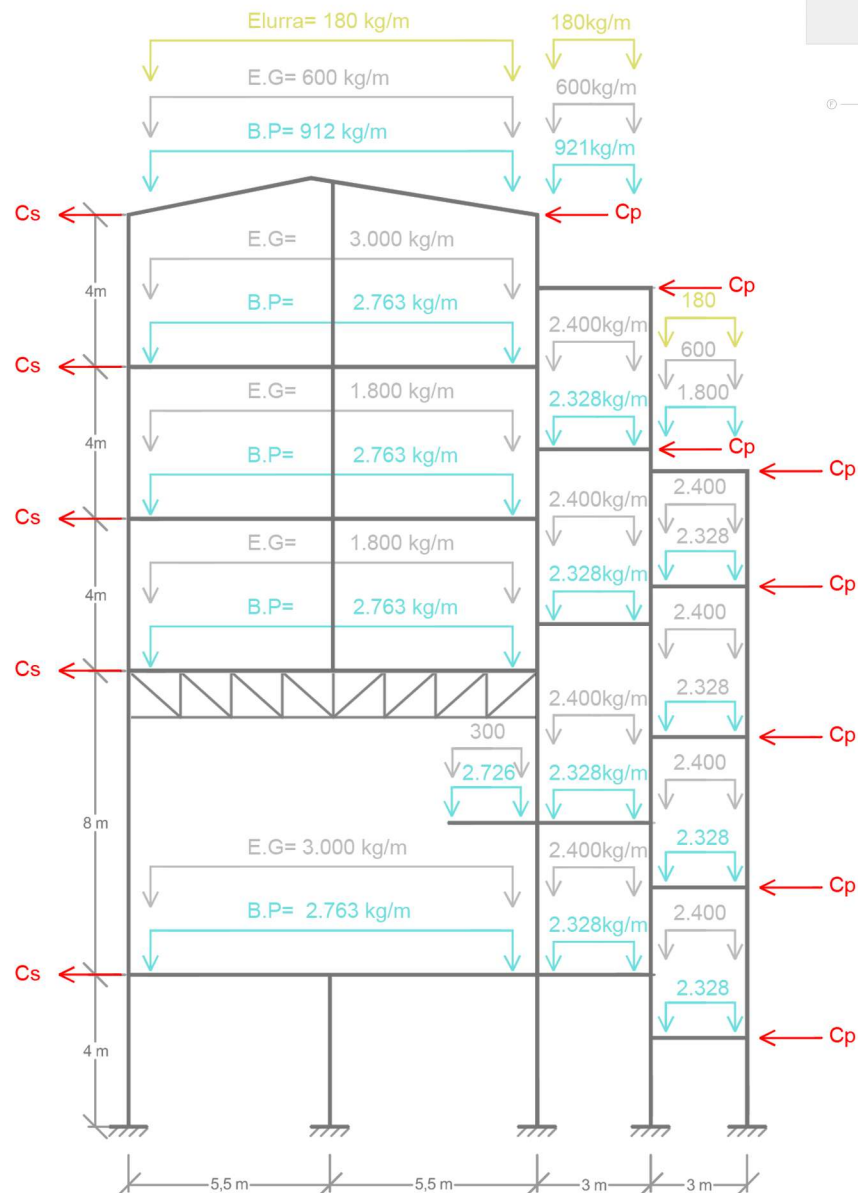 Elurra= 180 kg/m
180kg/m
E.G= 600 kg/m
600kg/m
B.P= 912 kg/m
921kg/m
Cs
Cp
E.G= 3.000 kg/m
4m
Cp
180
B.P= 2.763 kg/m
2.400kg/m
600
Cs
E.G= 1.800 kg/m
1.800
2.328kg/m
4m
B.P= 2.763 kg/m
Cp
Cp
2.400
2.400kg/m
Cs
E.G= 1.800 kg/m
2.328
Cp
4m
B.P= 2.763 kg/m
2.328kg/m
2.400
Cs
2.400kg/m
2.328
300
Cp
2.726
2.328kg/m
2.400
8 m
E.G= 3.000 kg/m
2.400kg/m
2.328
Cp
B.P= 2.763 kg/m
2.328kg/m
2.400
Cs
2.328
Cp
4 m
5,5 m
5,5 m
3 m
3 m